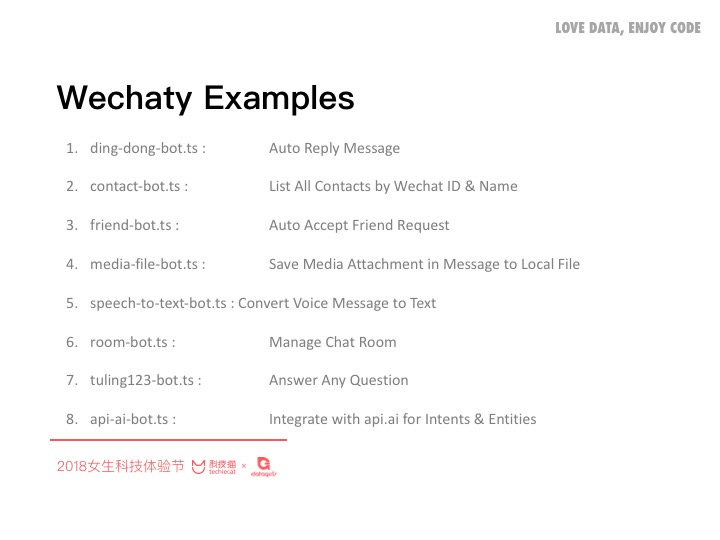 LOVE DATA, ENJOY CODE
Wechaty Examples
1. ding-dong-bot.ts : Auto Reply Message
2. contact-bot.ts : List All Contacts by Wechat ID & Name
3. friend-bot.ts : Auto Accept Friend Request
4. media-file-bot.ts : Save Media Attachment in Message to Local File
5. speech-to-text-bot.ts : Convert Voice Message to Text
6. room-bot.ts : Manage Chat Room
7. tuling123-bot.ts : Answer Any Question
8. api-ai-bot.ts : Integrate with api.ai for Intents & Entities
2018女生科技体验节 techiecat ×